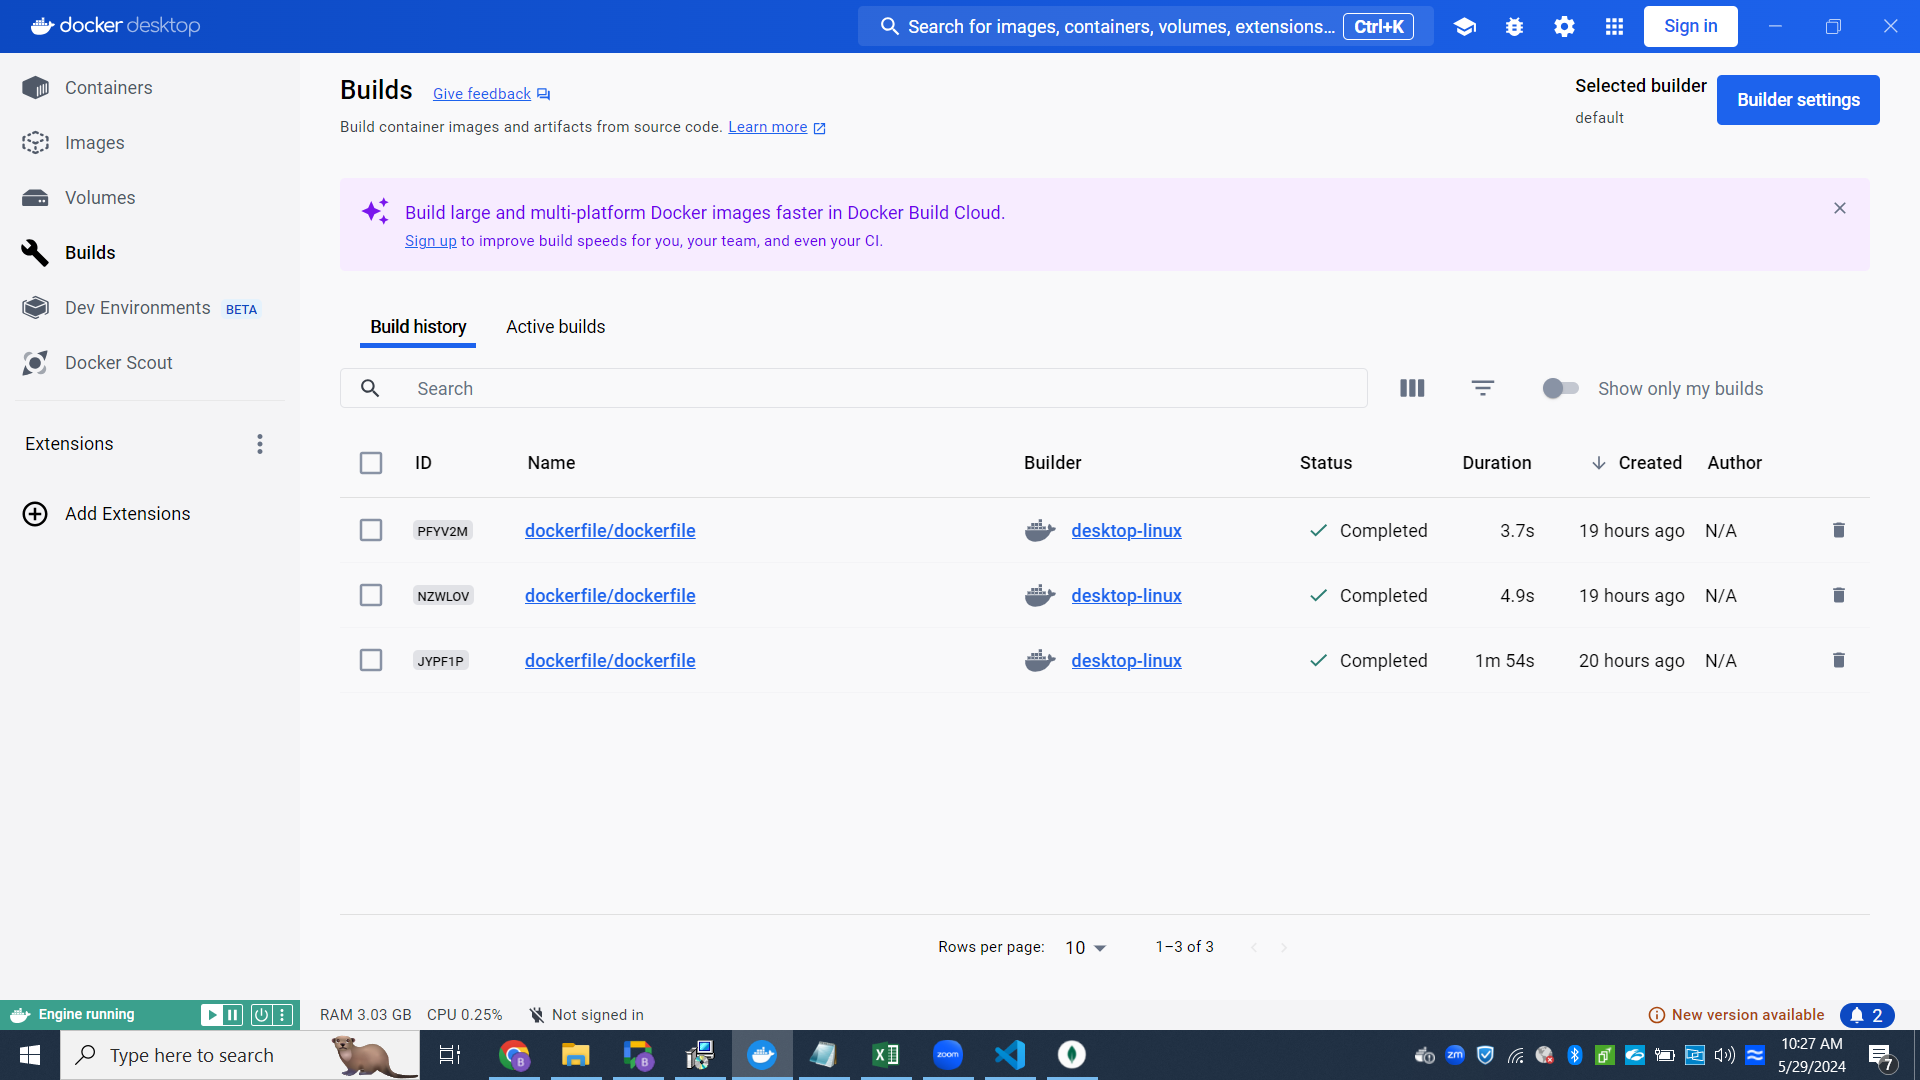 docker desktop
Search for images, containers, volumes, extensions... Ctrl+K
Sign in
Containers
Images
Volumes
Builds
Dev Environments BETA
Docker Scout
Extensions
Add Extensions
Builds Give feedback
Build container images and artifacts from source code. Learn more
Selected builder
default
Builder settings
Build large and multi-platform Docker images faster in Docker Build Cloud.
Sign up to improve build speeds for you, your team, and even your CI.
Build history Active builds
Search
Show only my builds
ID Name Builder Status Duration Created Author
PFYV2M dockerfile/dockerfile desktop-linux Completed 3.7s 19 hours ago N/A
NZWLOV dockerfile/dockerfile desktop-linux Completed 4.9s 19 hours ago N/A
JYPF1P dockerfile/dockerfile desktop-linux Completed 1m 54s 20 hours ago N/A
Rows per page: 10 1–3 of 3
Engine running RAM 3.03 GB CPU 0.25% Not signed in New version available 2
Type here to search
B
B
zoom
zm
10:27 AM
5/29/2024
7